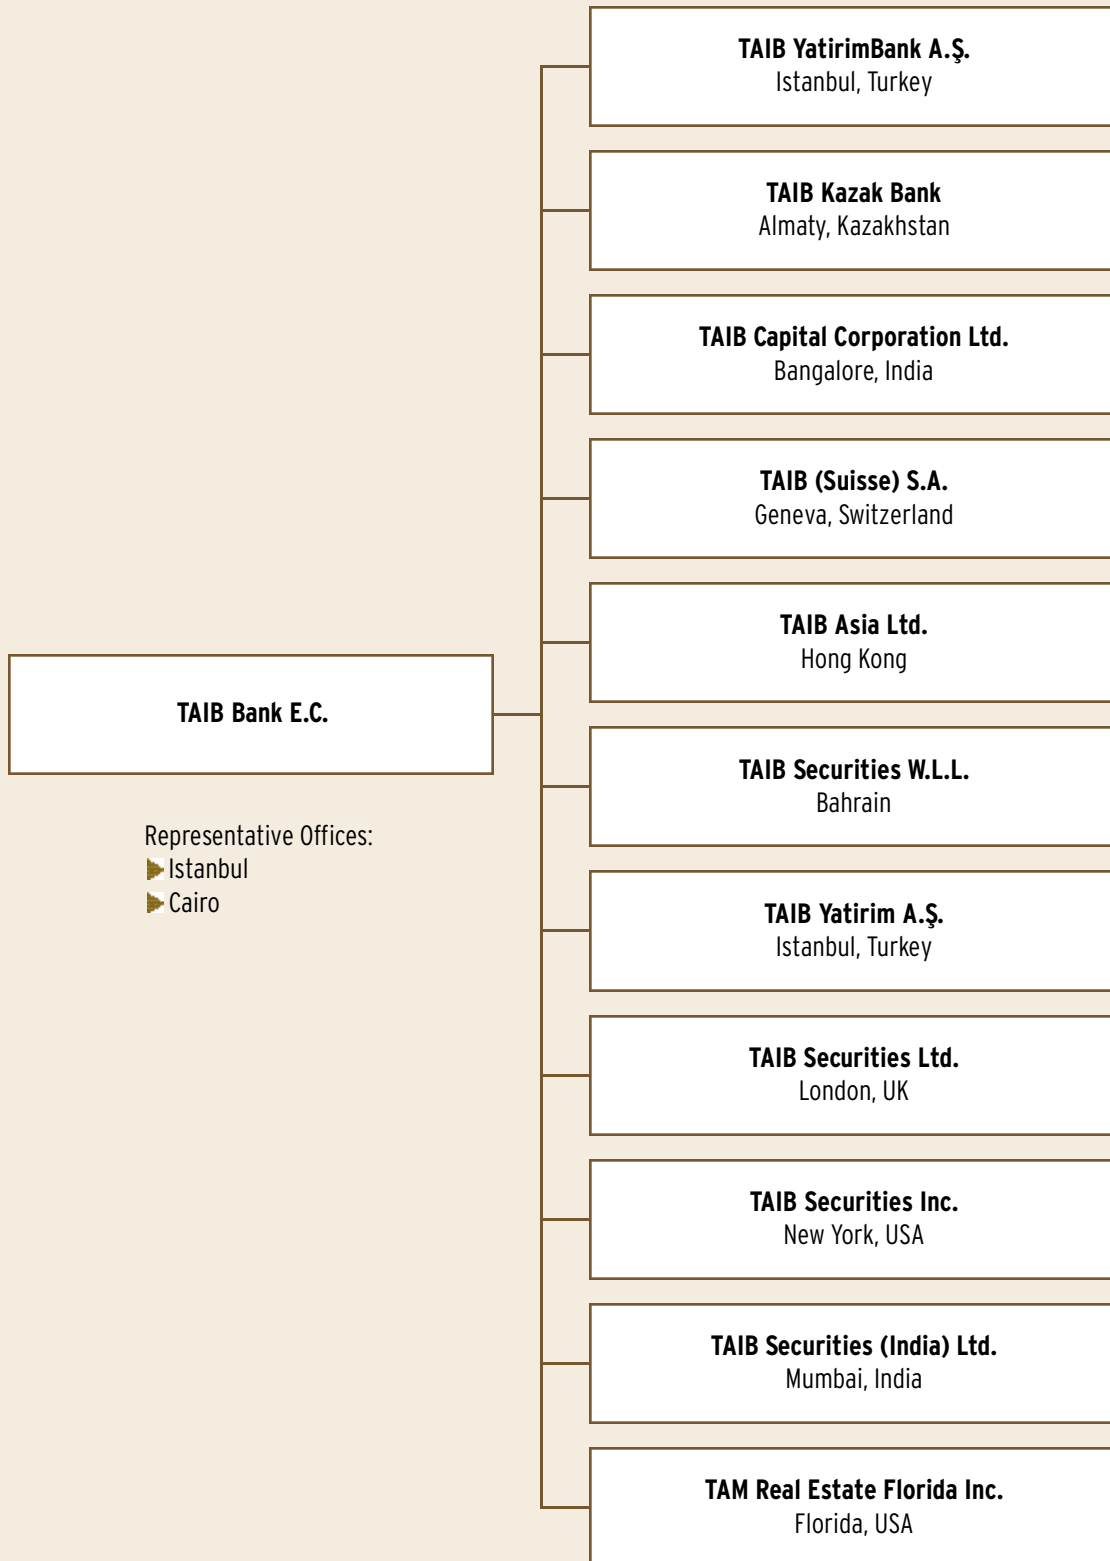 TAIB YatirimBank A.Ş.
Istanbul, Turkey
TAIB Kazak Bank
Almaty, Kazakhstan
TAIB Capital Corporation Ltd.
Bangalore, India
TAIB (Suisse) S.A.
Geneva, Switzerland
TAIB Asia Ltd.
Hong Kong
TAIB Bank E.C.
Representative Offices:
Istanbul
Cairo
TAIB Securities W.L.L.
Bahrain
TAIB Yatirim A.Ş.
Istanbul, Turkey
TAIB Securities Ltd.
London, UK
TAIB Securities Inc.
New York, USA
TAIB Securities (India) Ltd.
Mumbai, India
TAM Real Estate Florida Inc.
Florida, USA